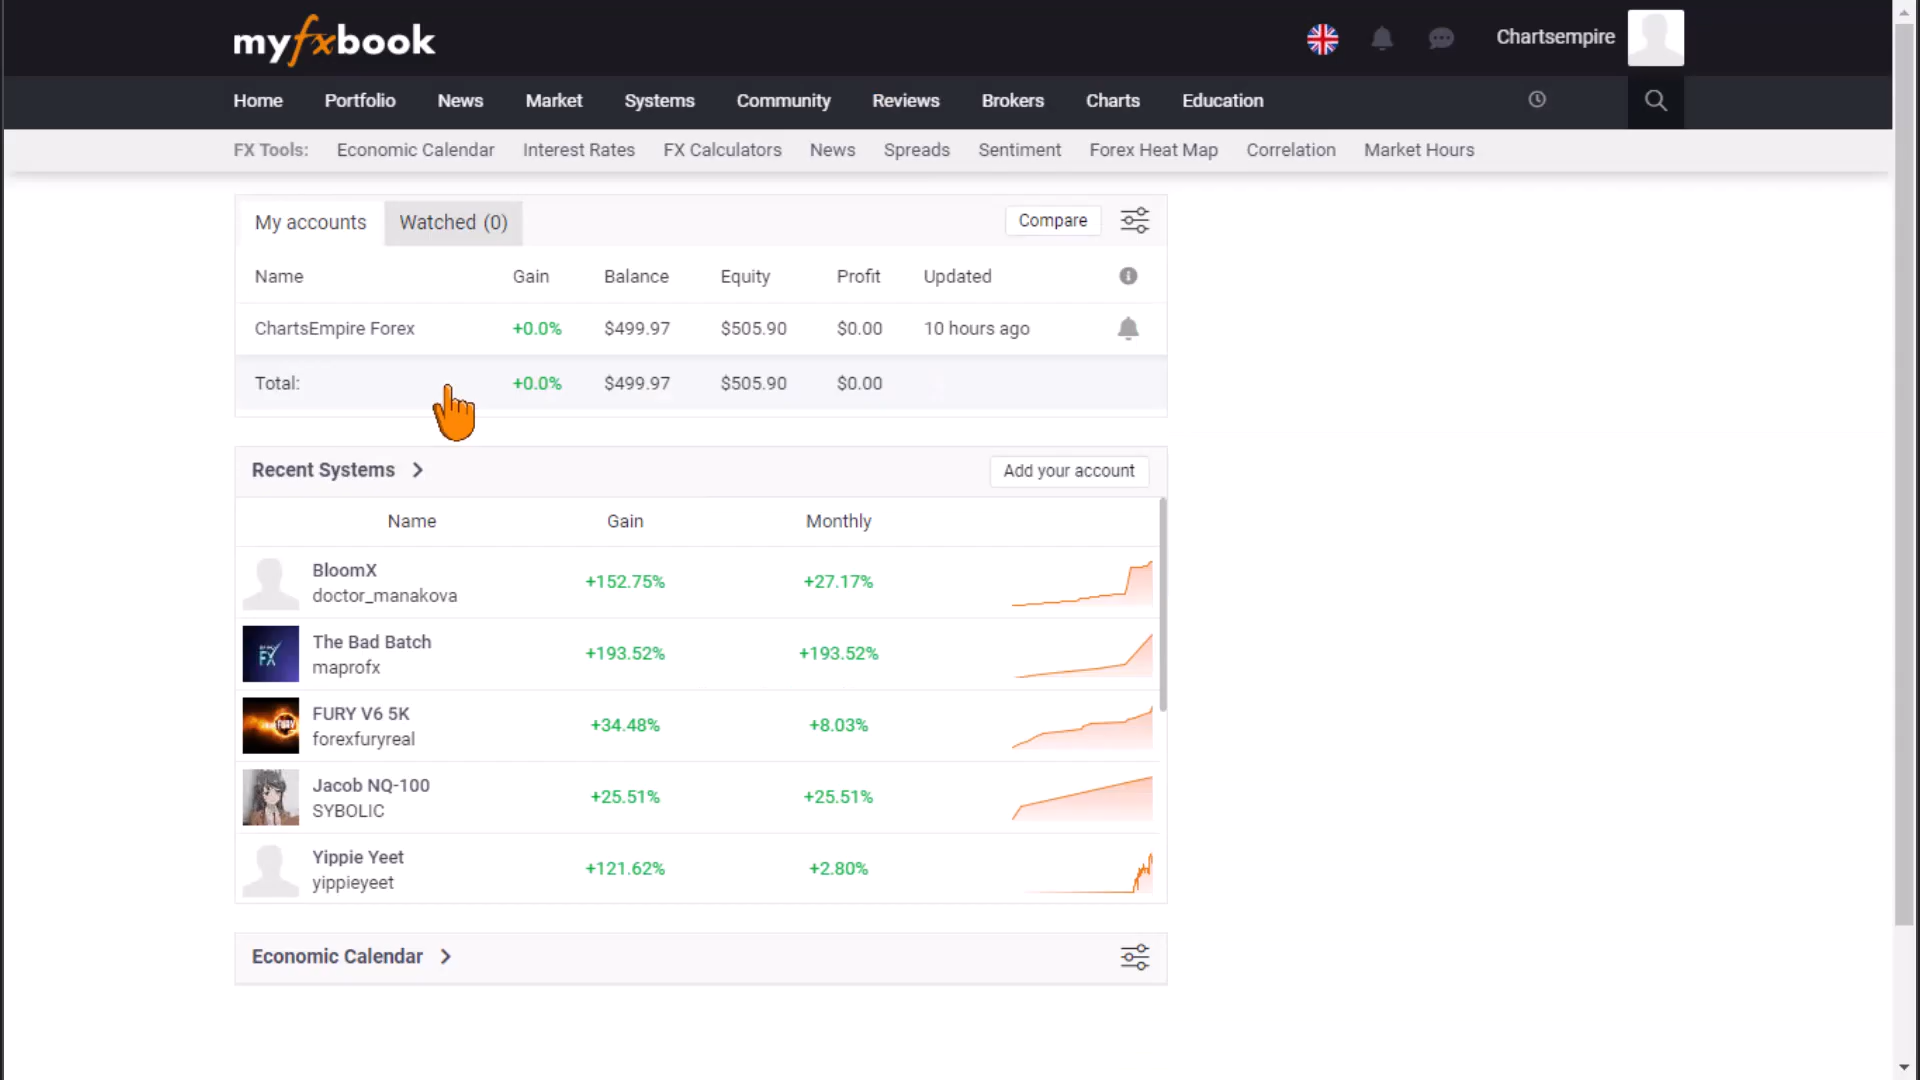 myfxbook
Chartsempire
Home Portfolio News Market Systems Community Reviews Brokers Charts Education
FX Tools: Economic Calendar Interest Rates FX Calculators News Spreads Sentiment Forex Heat Map Correlation Market Hours
My accounts Watched (0) Compare
Name Gain Balance Equity Profit Updated
ChartsEmpire Forex +0.0% $499.97 $505.90 $0.00 10 hours ago
Total: +0.0% $499.97 $505.90 $0.00
Recent Systems Add your account
Name Gain Monthly
BloomX
doctor_manakova
+152.75% +27.17%
The Bad Batch
maprofx
+193.52% +193.52%
FX
FURY V6 5K
forexfuryreal
+34.48% +8.03%
FURY
Jacob NQ-100
SYBOLIC
+25.51% +25.51%
Yippie Yeet
yippieyeet
+121.62% +2.80%
Economic Calendar